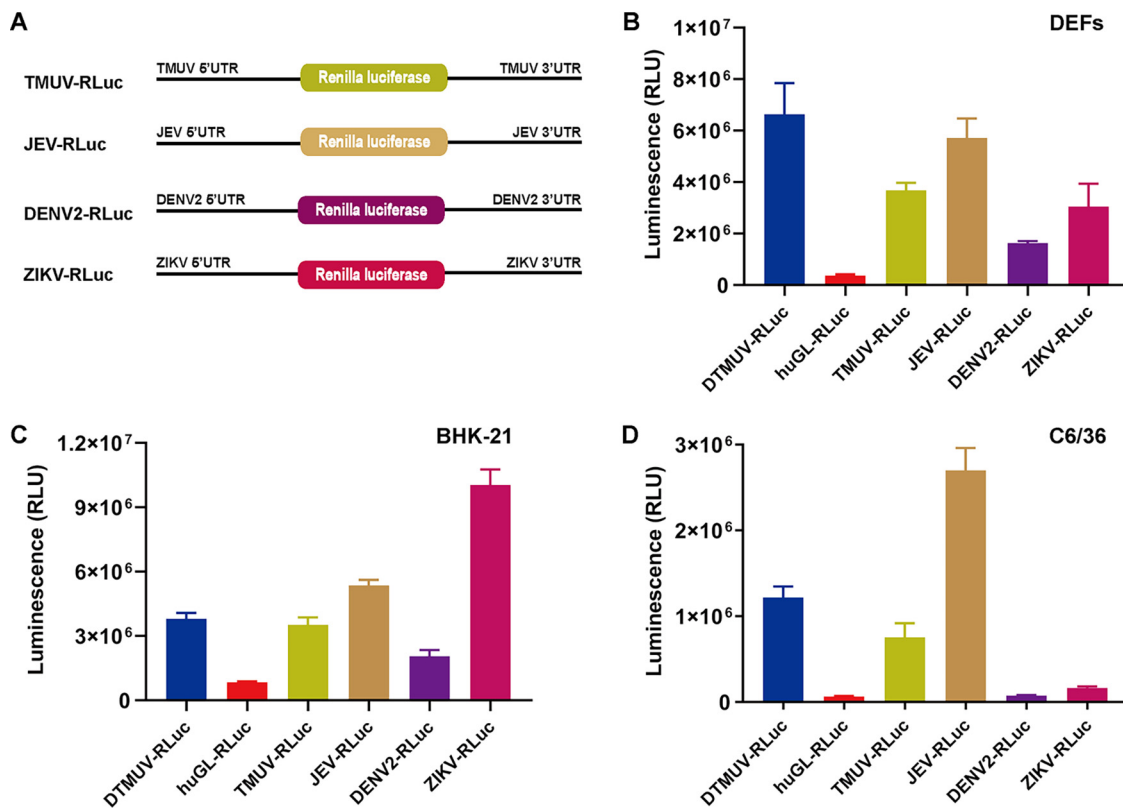 A
TMUV-RLuc
TMUV 5'UTR
Renilla luciferase
TMUV 3'UTR
JEV-RLuc
JEV 5'UTR
Renilla luciferase
JEV 3'UTR
DENV2-RLuc
DENV2 5'UTR
Renilla luciferase
DENV2 3'UTR
ZIKV-RLuc
ZIKV 5'UTR
Renilla luciferase
ZIKV 3'UTR
B
DEFs
Luminescence (RLU)
1×10⁷
8×10⁶
6×10⁶
4×10⁶
2×10⁶
0
DTMUV-RLuc
huGL-RLuc
TMUV-RLuc
JEV-RLuc
DENV2-RLuc
ZIKV-RLuc
C
BHK-21
Luminescence (RLU)
1.2×10⁷
9×10⁶
6×10⁶
3×10⁶
0
DTMUV-RLuc
huGL-RLuc
TMUV-RLuc
JEV-RLuc
DENV2-RLuc
ZIKV-RLuc
D
C6/36
Luminescence (RLU)
3×10⁶
2×10⁶
1×10⁶
0
DTMUV-RLuc
huGL-RLuc
TMUV-RLuc
JEV-RLuc
DENV2-RLuc
ZIKV-RLuc